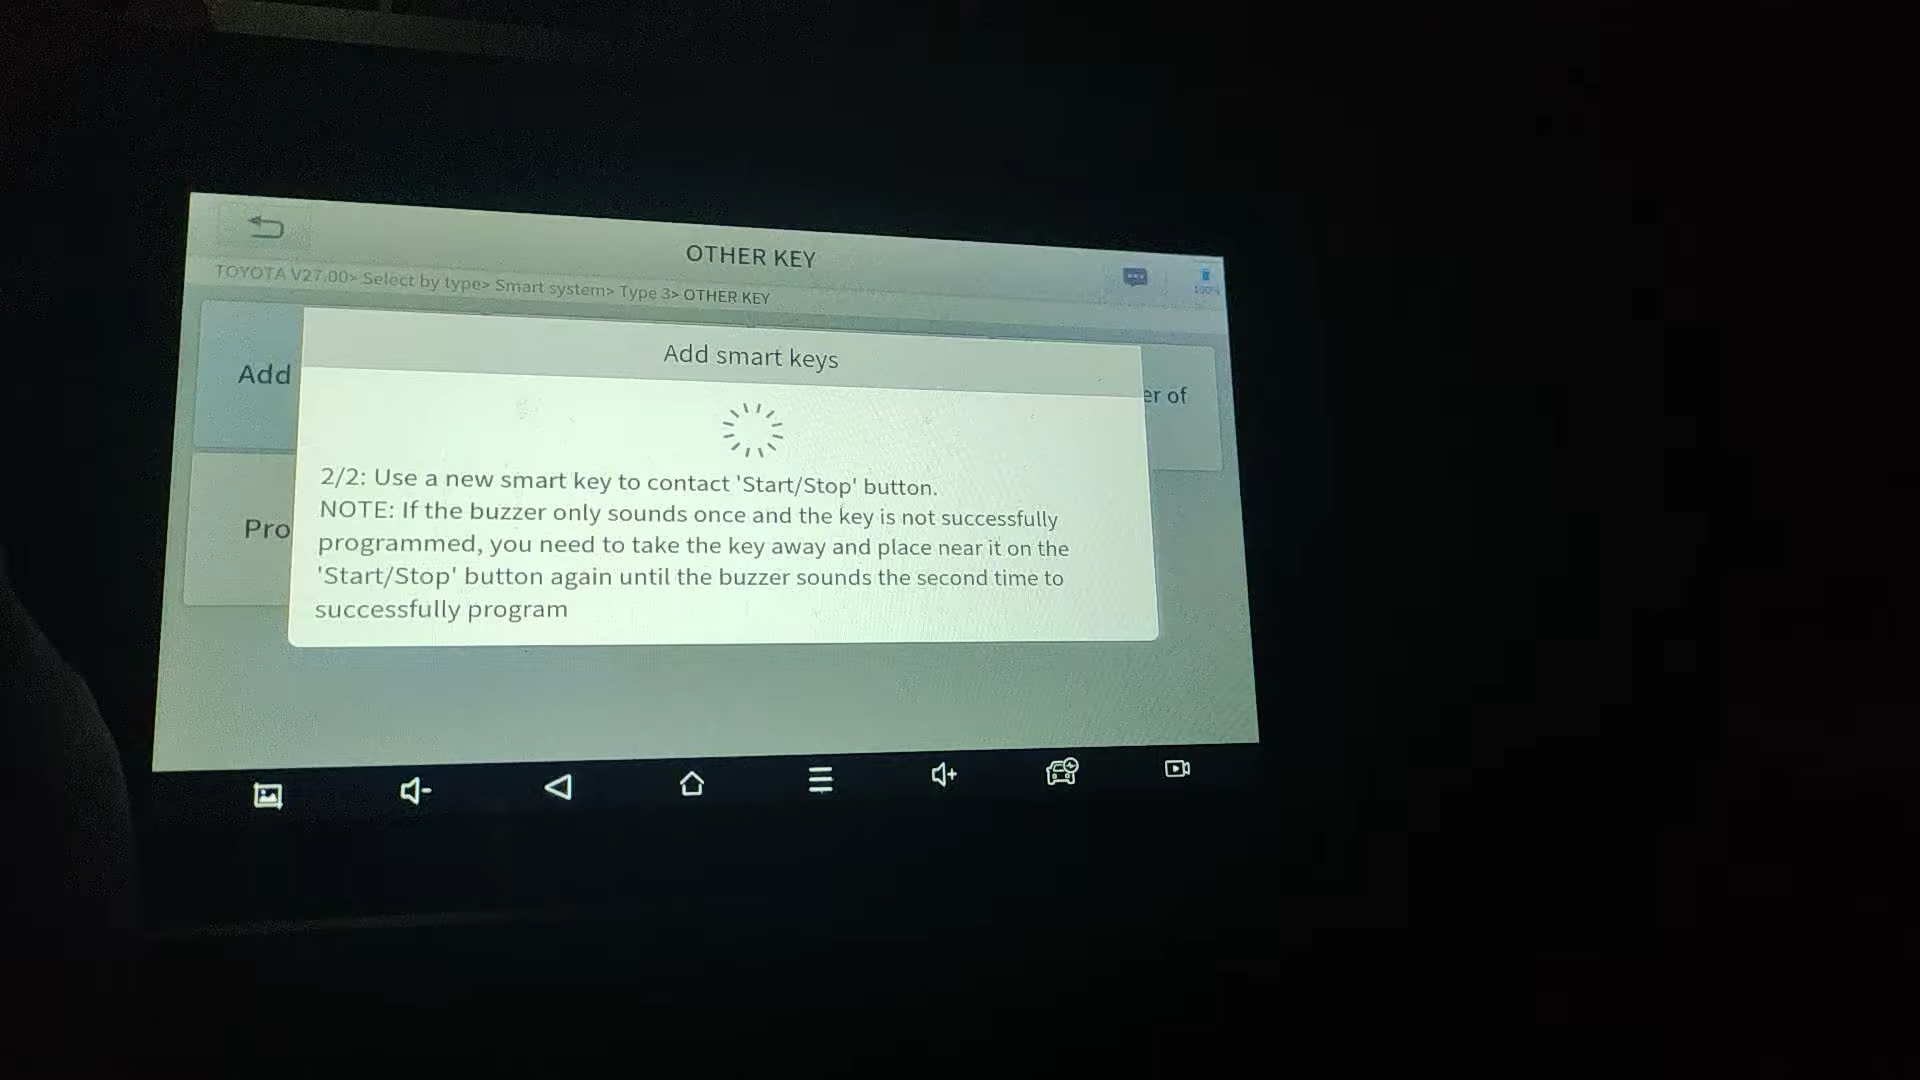 OTHER KEY
TOYOTA V27.00> Select by type> Smart system> Type 3> OTHER KEY
100%
Add smart keys
Add
er of
2/2: Use a new smart key to contact 'Start/Stop' button.
NOTE: If the buzzer only sounds once and the key is not successfully
programmed, you need to take the key away and place near it on the
'Start/Stop' button again until the buzzer sounds the second time to
successfully program
Pro